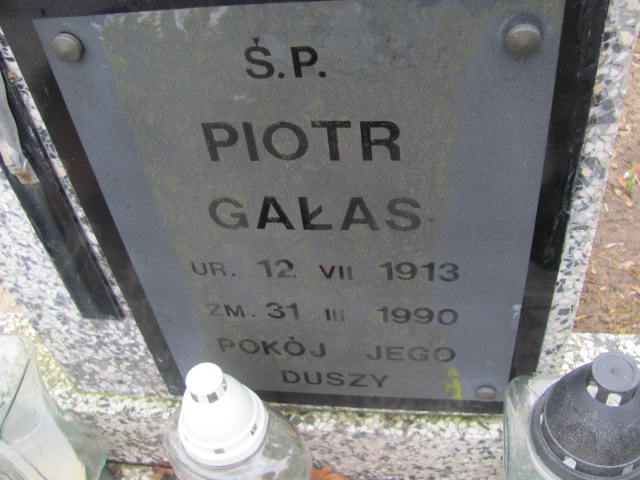 Ś.P.
PIOTR
GAŁAS
UR. 12 VII 1913
ZM. 31 III 1990
POKÓJ JEGO
DUSZY